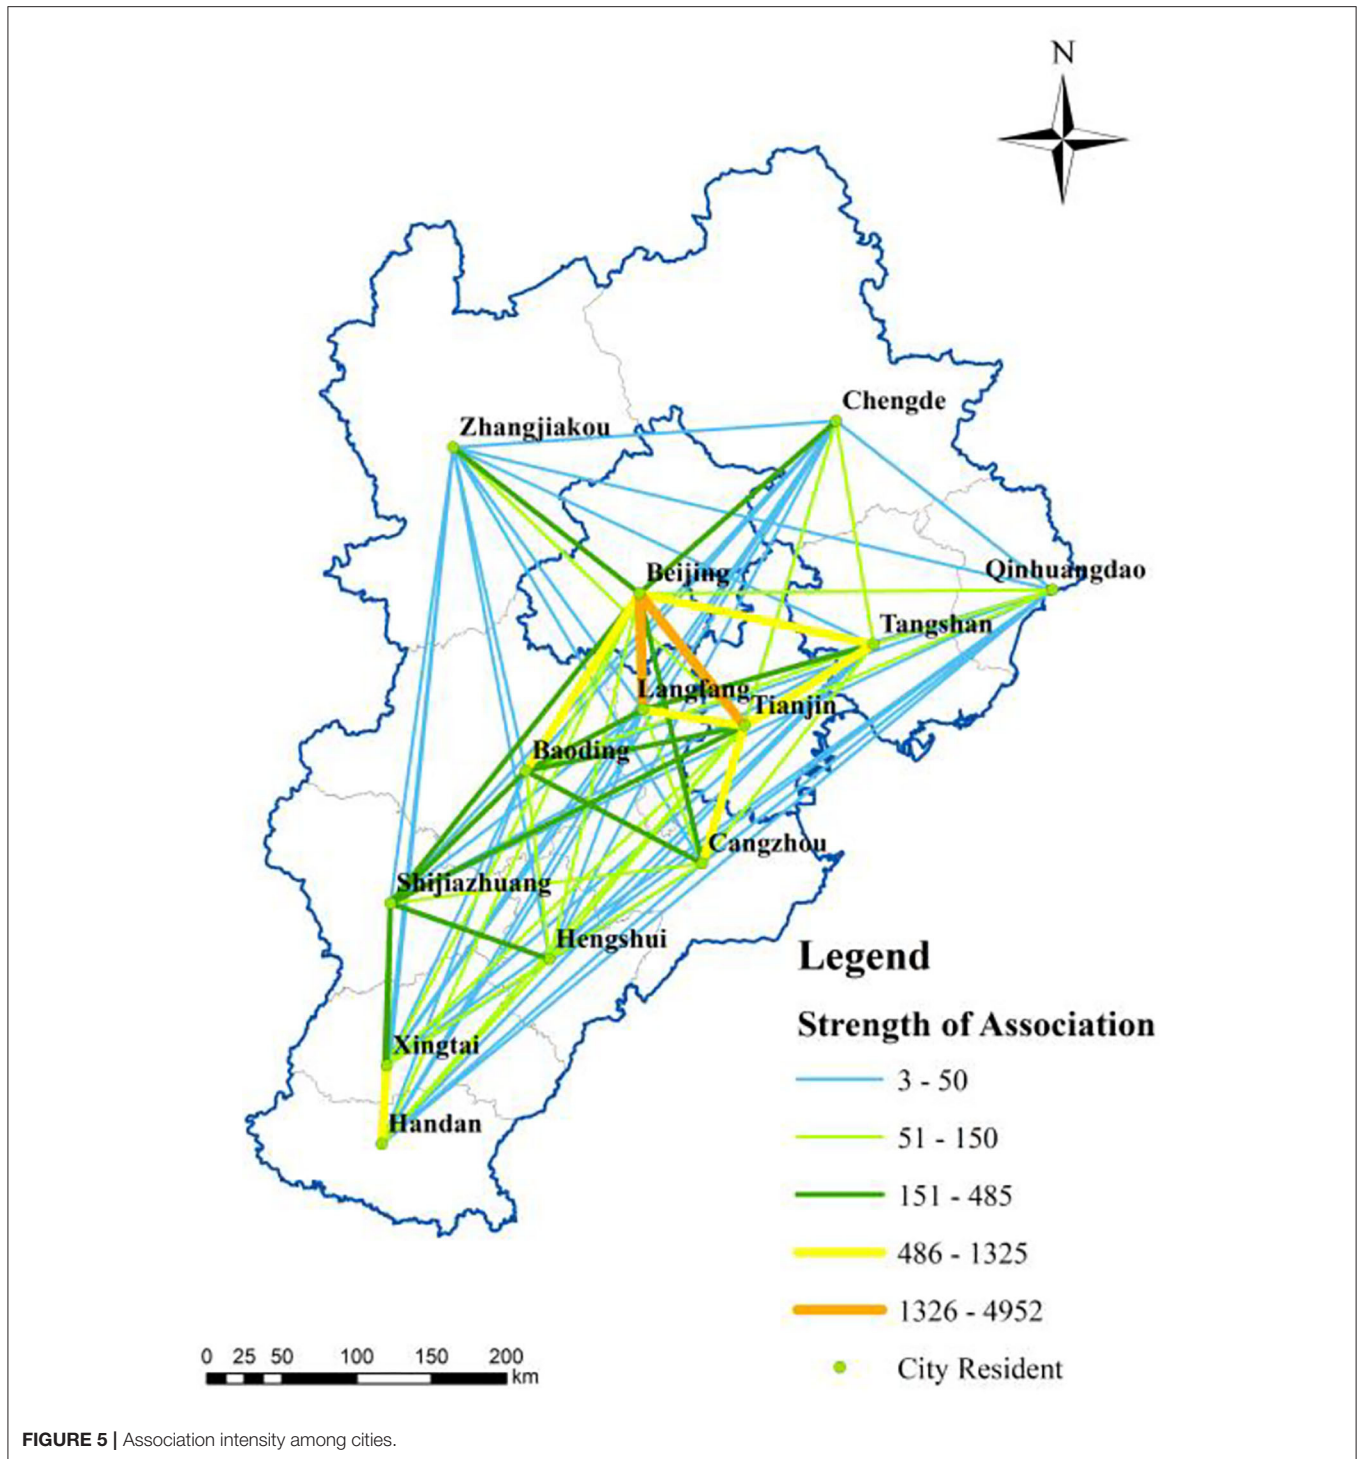 N
Chengde
Zhangjiakou
Beijing
Qinhuangdao
Tangshan
Langfang
Tianjin
Baoding
Cangzhou
Shijiazhuang
Hengshui
Xingtai
Handan
Legend
Strength of Association
3 - 50
51 - 150
151 - 485
486 - 1325
1326 - 4952
City Resident
0 25 50 100 150 200
km
FIGURE 5 | Association intensity among cities.